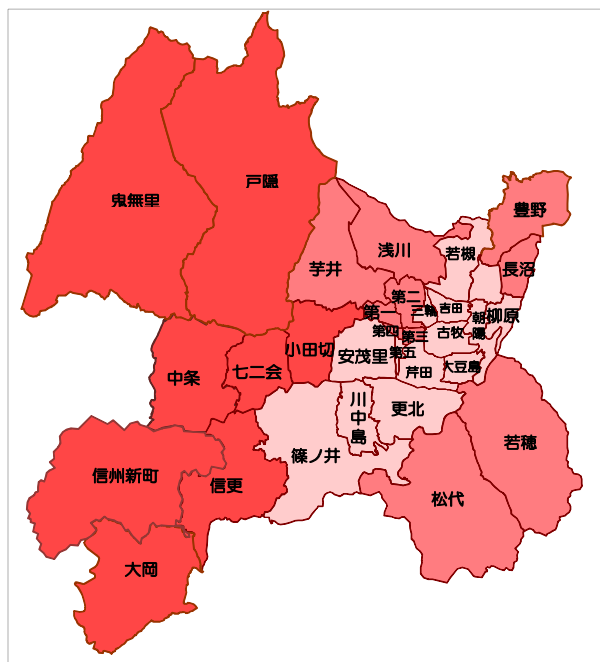 鬼無里
戸隠
豊野
芋井
浅川
若槻
長沼
第二
第一
三輪
吉田
朝陽
柳原
第四
第三
古牧
小田切
安茂里
第五
芹田
大豆島
中条
七二会
川中島
更北
篠ノ井
若穂
信州新町
信更
松代
大岡